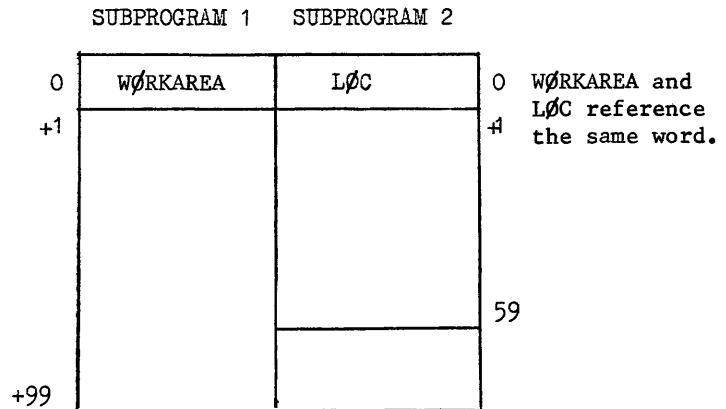 SUBPROGRAM 1 SUBPROGRAM 2
0 WØRKAREA LØC 0 WØRKAREA and
LØC reference
+1 +1 the same word.
59
+99